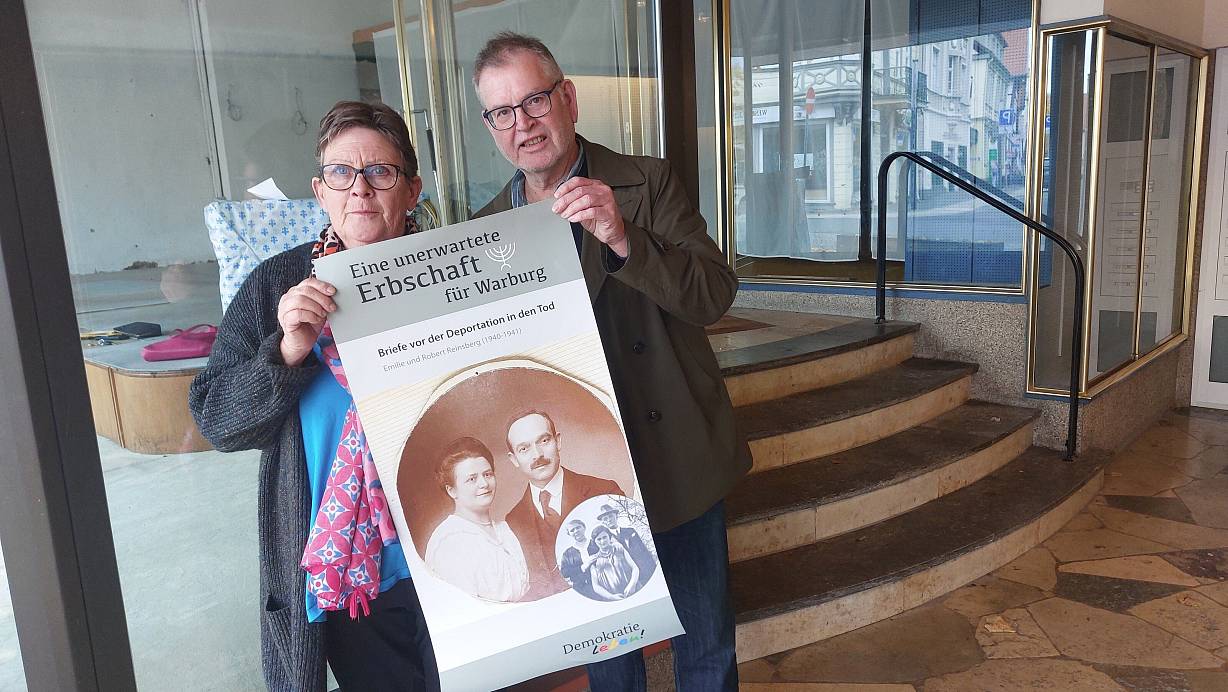 Eine unerwartete
Erbschaft
für Warburg
Briefe vor der Deportation in den Tod
Emilie und Robert Reinsberg (1940-1941)
Demokratie
Leben!
P